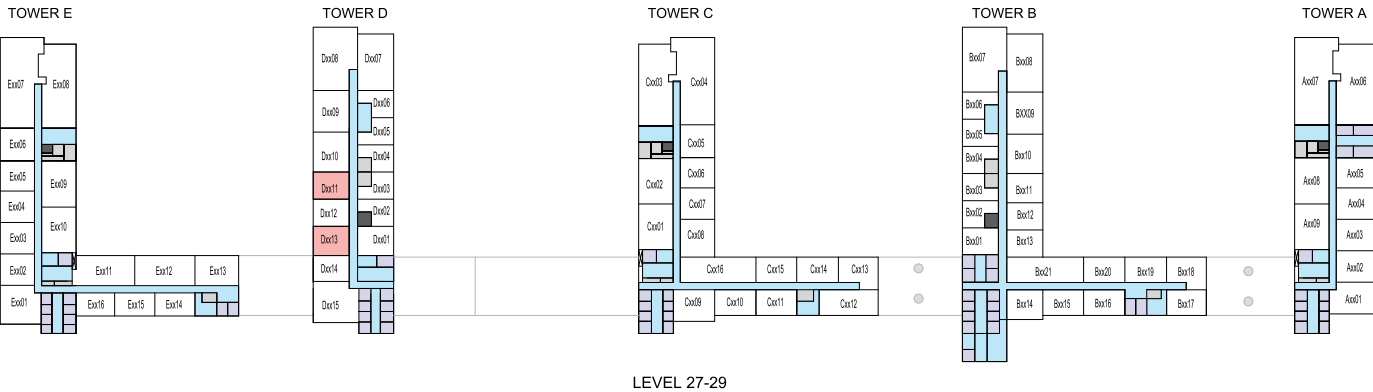 TOWER E
TOWER D
TOWER C
TOWER B
TOWER A
Exx07
Exx08
Exx06
Exx05
Exx09
Exx04
Exx10
Exx03
Exx02
Exx11
Exx12
Exx13
Exx01
Exx16
Exx15
Exx14
Dxx08
Dxx07
Dxx09
Dxx06
Dxx05
Dxx10
Dxx04
Dxx11
Dxx03
Dxx12
Dxx02
Dxx13
Dxx01
Dxx14
Dxx15
Cxx03
Cxx04
Cxx05
Cxx02
Cxx06
Cxx07
Cxx01
Cxx08
Cxx16
Cxx15
Cxx14
Cxx13
Cxx09
Cxx10
Cxx11
Cxx12
Bxx07
Bxx08
Bxx06
BXX09
Bxx05
Bxx04
Bxx10
Bxx03
Bxx11
Bxx02
Bxx12
Bxx01
Bxx13
Bxx21
Bxx20
Bxx19
Bxx18
Bxx14
Bxx15
Bxx16
Bxx17
Axx07
Axx06
Axx08
Axx05
Axx04
Axx09
Axx03
Axx02
Axx01
LEVEL 27-29